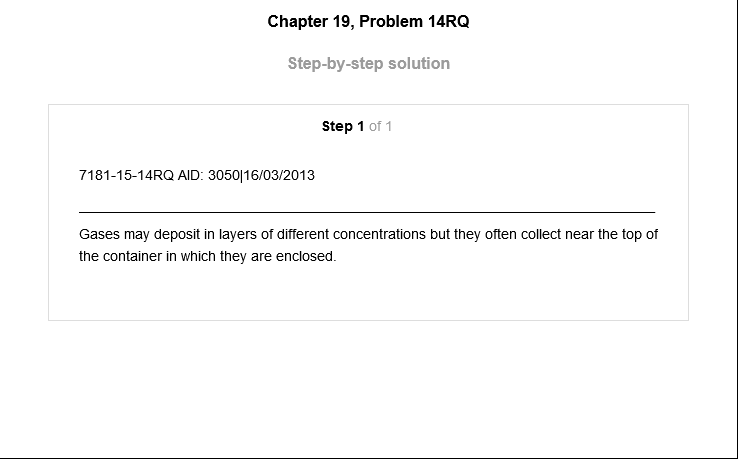 Chapter 19, Problem 14RQ
Step-by-step solution
Step 1 of 1
7181-15-14RQ AID: 3050|16/03/2013
Gases may deposit in layers of different concentrations but they often collect near the top of
the container in which they are enclosed.